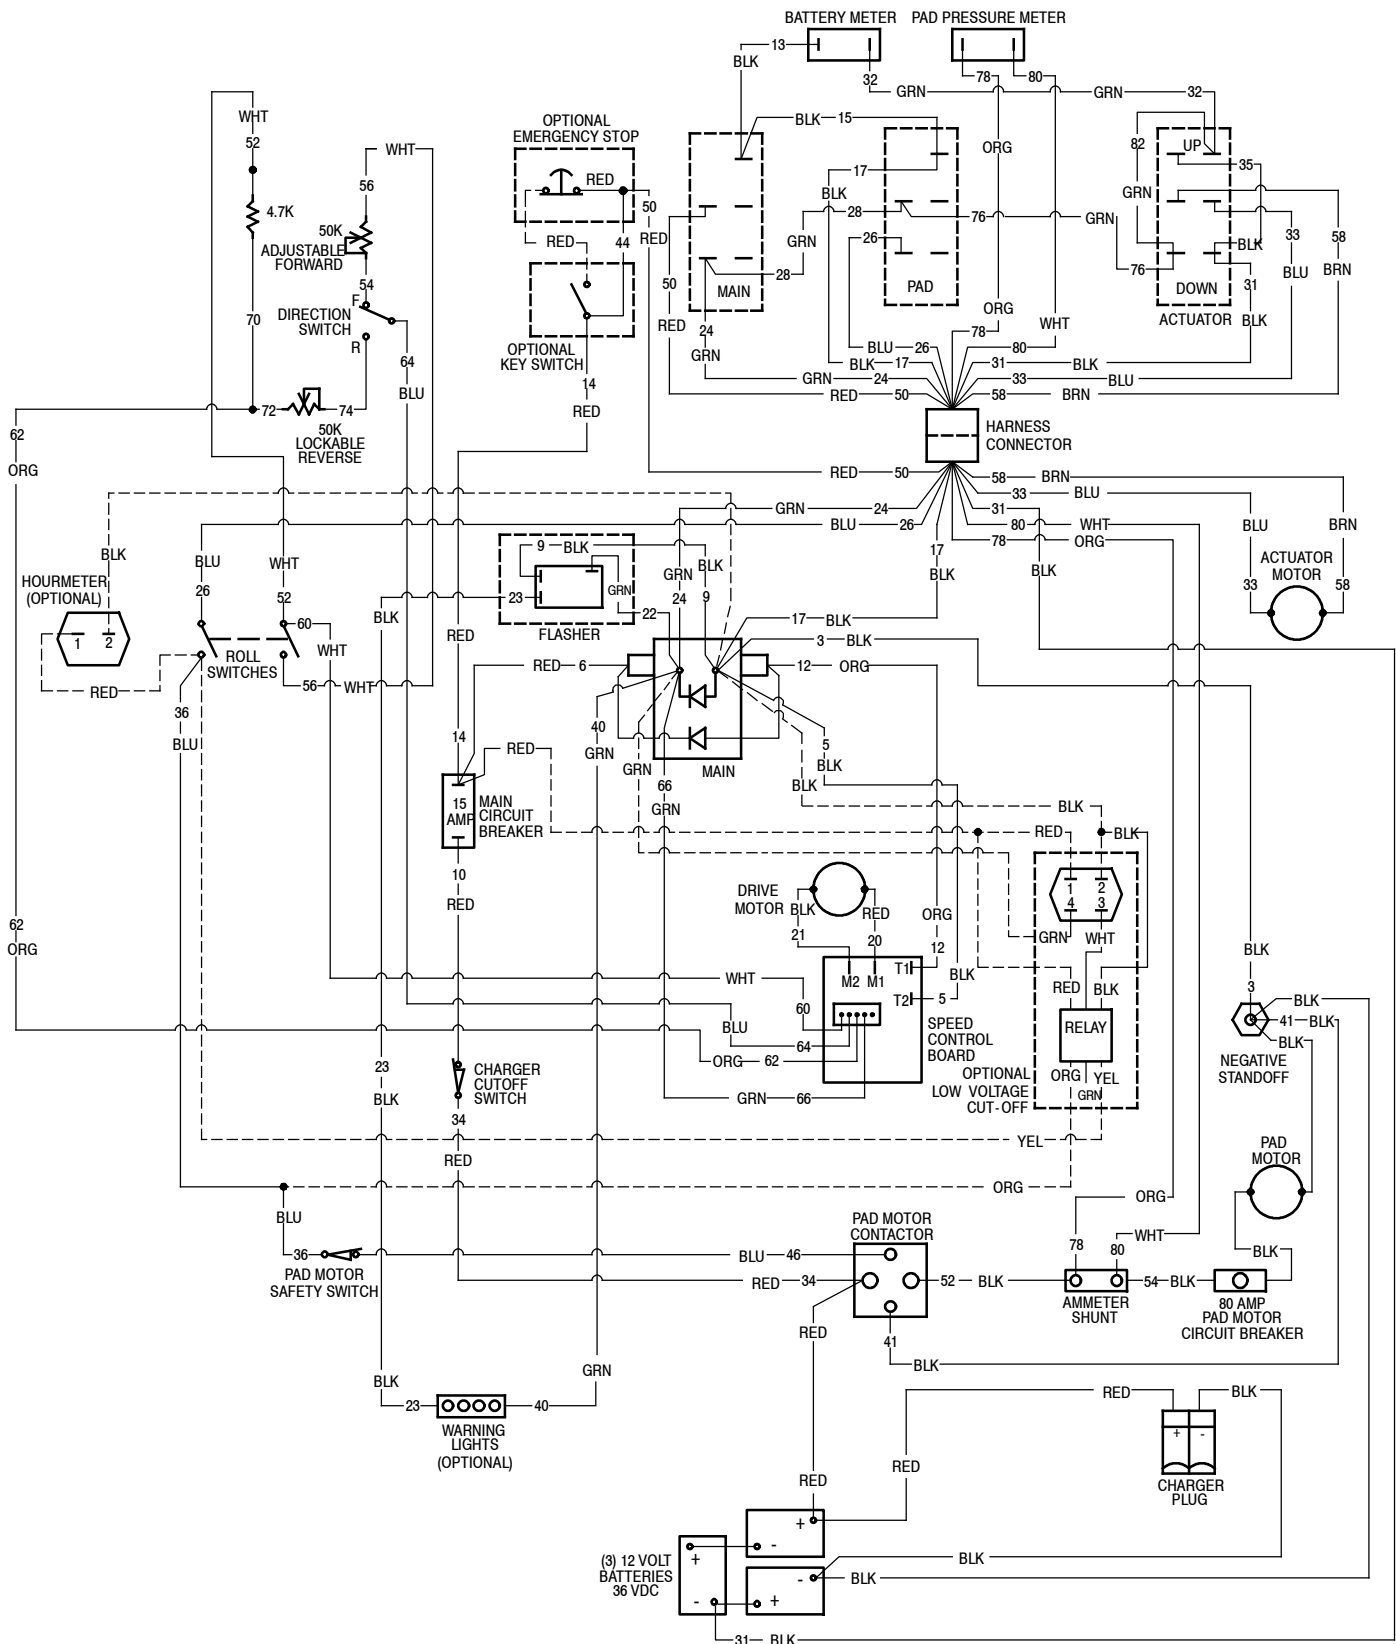 BATTERY METER
PAD PRESSURE METER
13
BLK
32
GRN
GRN
32
78
80
ORG
WHT
52
4.7K
70
WHT
56
50K
ADJUSTABLE
FORWARD
54
F
DIRECTION
SWITCH
R
64
BLU
72
74
50K
LOCKABLE
REVERSE
62
ORG
OPTIONAL
EMERGENCY STOP
RED
RED
44
50
RED
OPTIONAL
KEY SWITCH
14
RED
BLK
15
17
BLK
28
GRN
28
26
76
GRN
76
50
RED
MAIN
24
GRN
PAD
82
GRN
UP
35
BLK
DOWN
31
BLK
33
BLU
58
BRN
ACTUATOR
ORG
78
WHT
BLU
26
80
BLK
17
31
BLK
GRN
24
33
BLU
RED
50
58
BRN
HARNESS
CONNECTOR
RED
50
58
BRN
33
BLU
GRN
24
31
BLU
26
80
WHT
78
ORG
17
BLK
BLK
BLU
33
BRN
58
ACTUATOR
MOTOR
BLK
HOURMETER
(OPTIONAL)
1
2
RED
BLU
26
WHT
52
60
WHT
ROLL
SWITCHES
56
WHT
36
BLU
BLK
23
9
BLK
GRN
22
FLASHER
GRN
24
BLK
9
17
BLK
3
BLK
RED
RED
6
12
ORG
40
GRN
GRN
66
GRN
MAIN
5
BLK
BLK
14
RED
15
AMP
MAIN
CIRCUIT
BREAKER
10
RED
BLK
RED
BLK
1
2
4
3
GRN
WHT
RED
BLK
RELAY
ORG
GRN
YEL
OPTIONAL
LOW VOLTAGE
CUT-OFF
DRIVE
MOTOR
BLK
21
RED
20
ORG
12
M2
M1
T1
T2
5
BLK
SPEED
CONTROL
BOARD
62
ORG
WHT
60
BLU
64
ORG
62
GRN
66
BLK
3
BLK
41
BLK
BLK
NEGATIVE
STANDOFF
23
BLK
CHARGER
CUTOFF
SWITCH
34
RED
YEL
ORG
PAD
MOTOR
BLU
36
PAD MOTOR
SAFETY SWITCH
BLU
46
RED
34
PAD MOTOR
CONTACTOR
52
BLK
ORG
78
80
WHT
AMMETER
SHUNT
54
BLK
BLK
80 AMP
PAD MOTOR
CIRCUIT BREAKER
RED
41
BLK
GRN
BLK
23
40
WARNING
LIGHTS
(OPTIONAL)
RED
BLK
+
-
CHARGER
PLUG
RED
RED
+
-
(3) 12 VOLT
BATTERIES
36 VDC
+
-
-
+
BLK
BLK
31
BLK